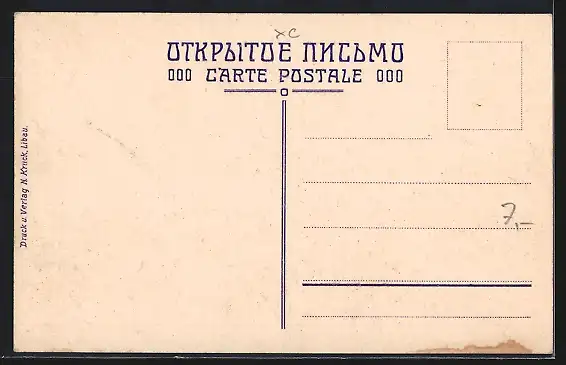 XC
ОТКРЫТОЕ ПИСЬМО
CARTE POSTALE
Druck u. Verlag N. Kruck, Libau.
7,-